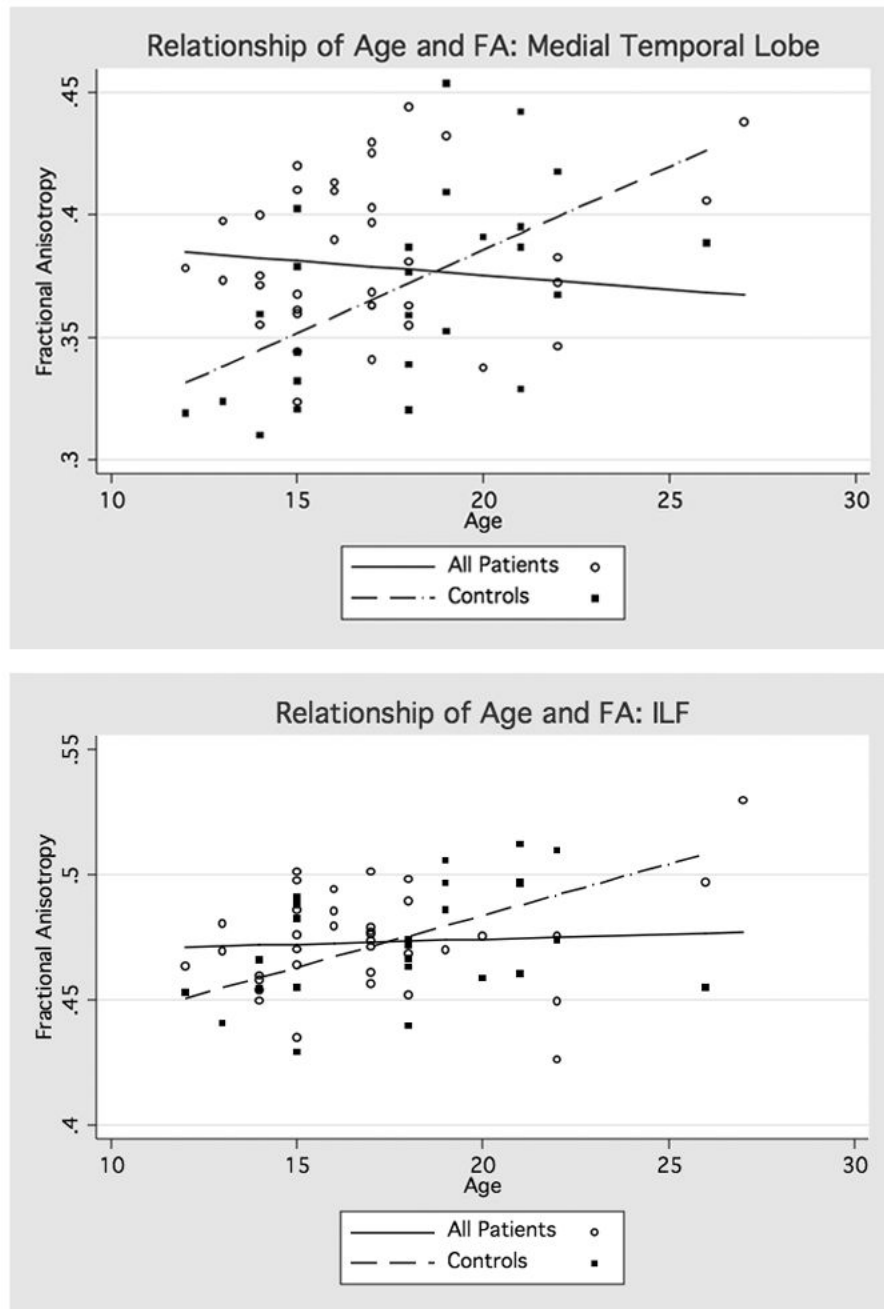 Relationship of Age and FA: Medial Temporal Lobe
Fractional Anisotropy
.45
.4
.35
.3
10 15 20 25 30
Age
All Patients
Controls
Relationship of Age and FA: ILF
Fractional Anisotropy
.55
.5
.45
.4
10 15 20 25 30
Age
All Patients
Controls